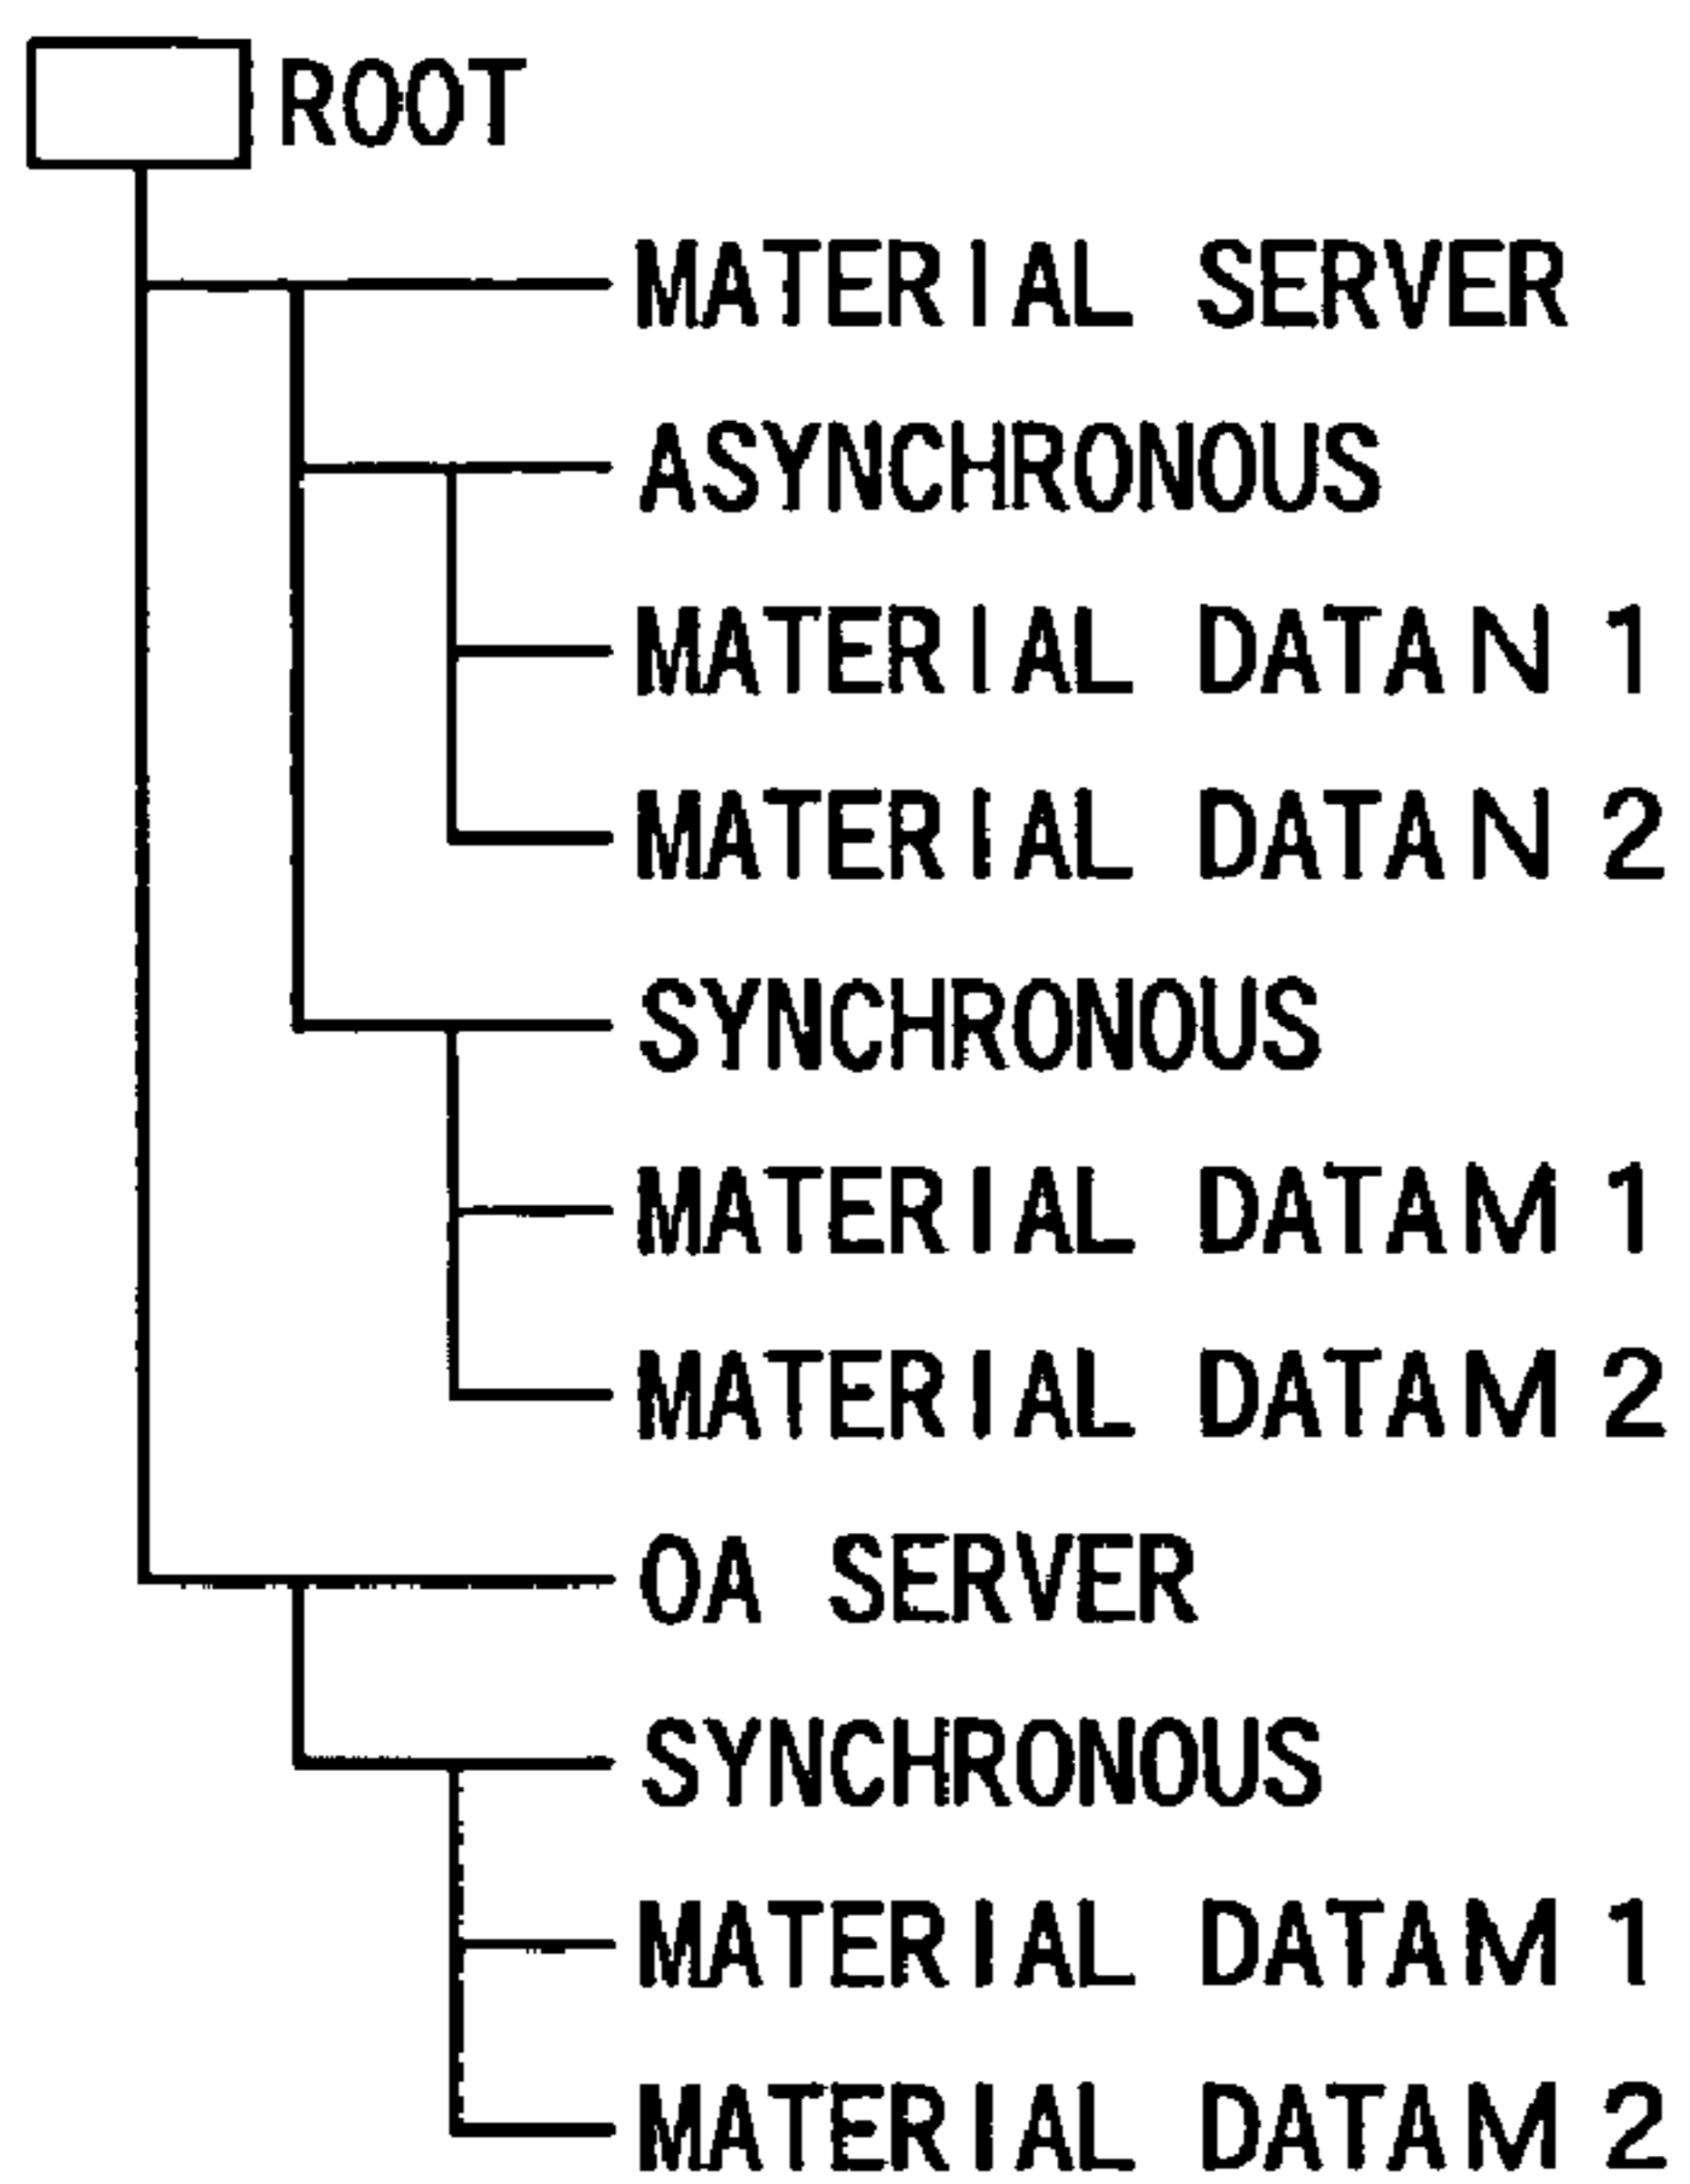 ROOT
MATERIAL SERVER
ASYNCHRONOUS
MATERIAL DATA N 1
MATERIAL DATA N 2
SYNCHRONOUS
MATERIAL DATA M 1
MATERIAL DATA M 2
OA SERVER
SYNCHRONOUS
MATERIAL DATA M 1
MATERIAL DATA M 2